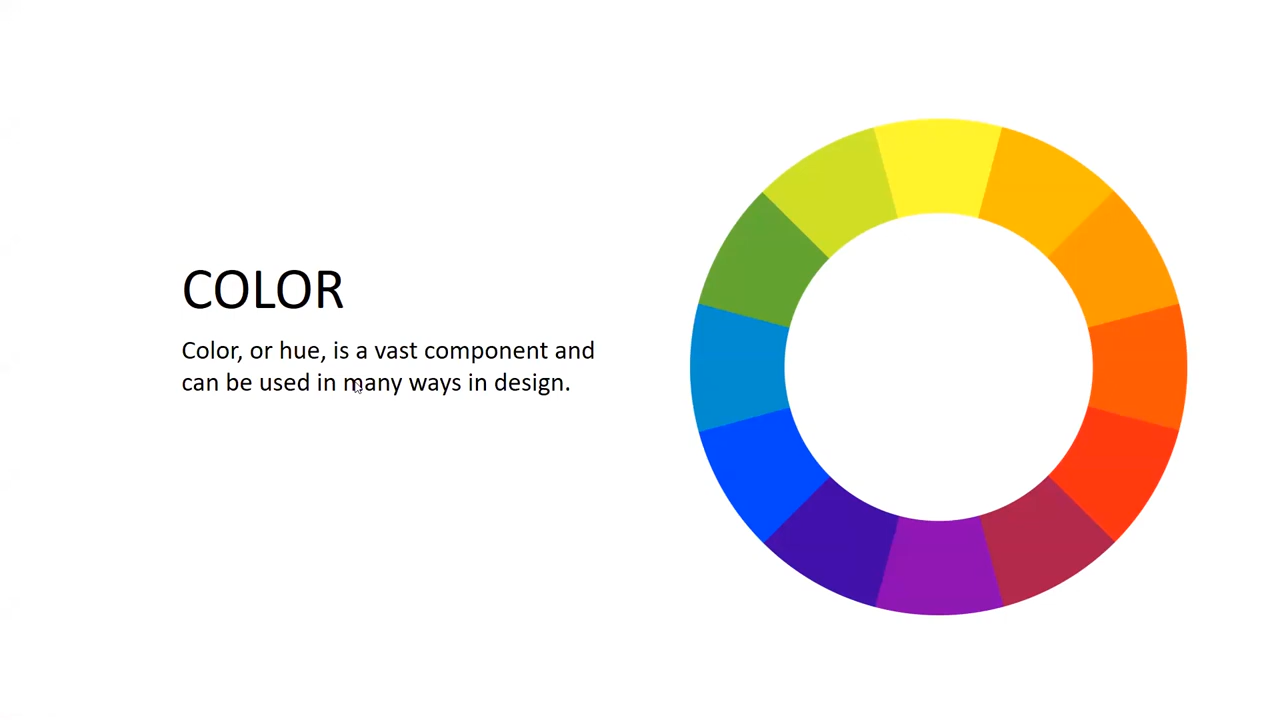 COLOR
Color, or hue, is a vast component and
can be used in many ways in design.